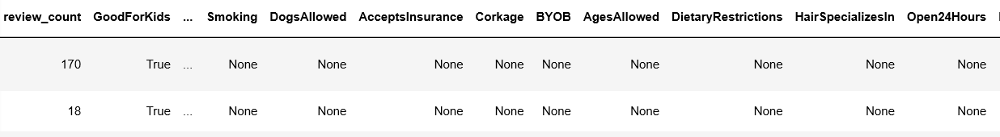 review_count GoodForKids ... Smoking DogsAllowed AcceptsInsurance Corkage BYOB AgesAllowed DietaryRestrictions HairSpecializesIn Open24Hours
170 True ... None None None None None None None None None
18 True ... None None None None None None None None None